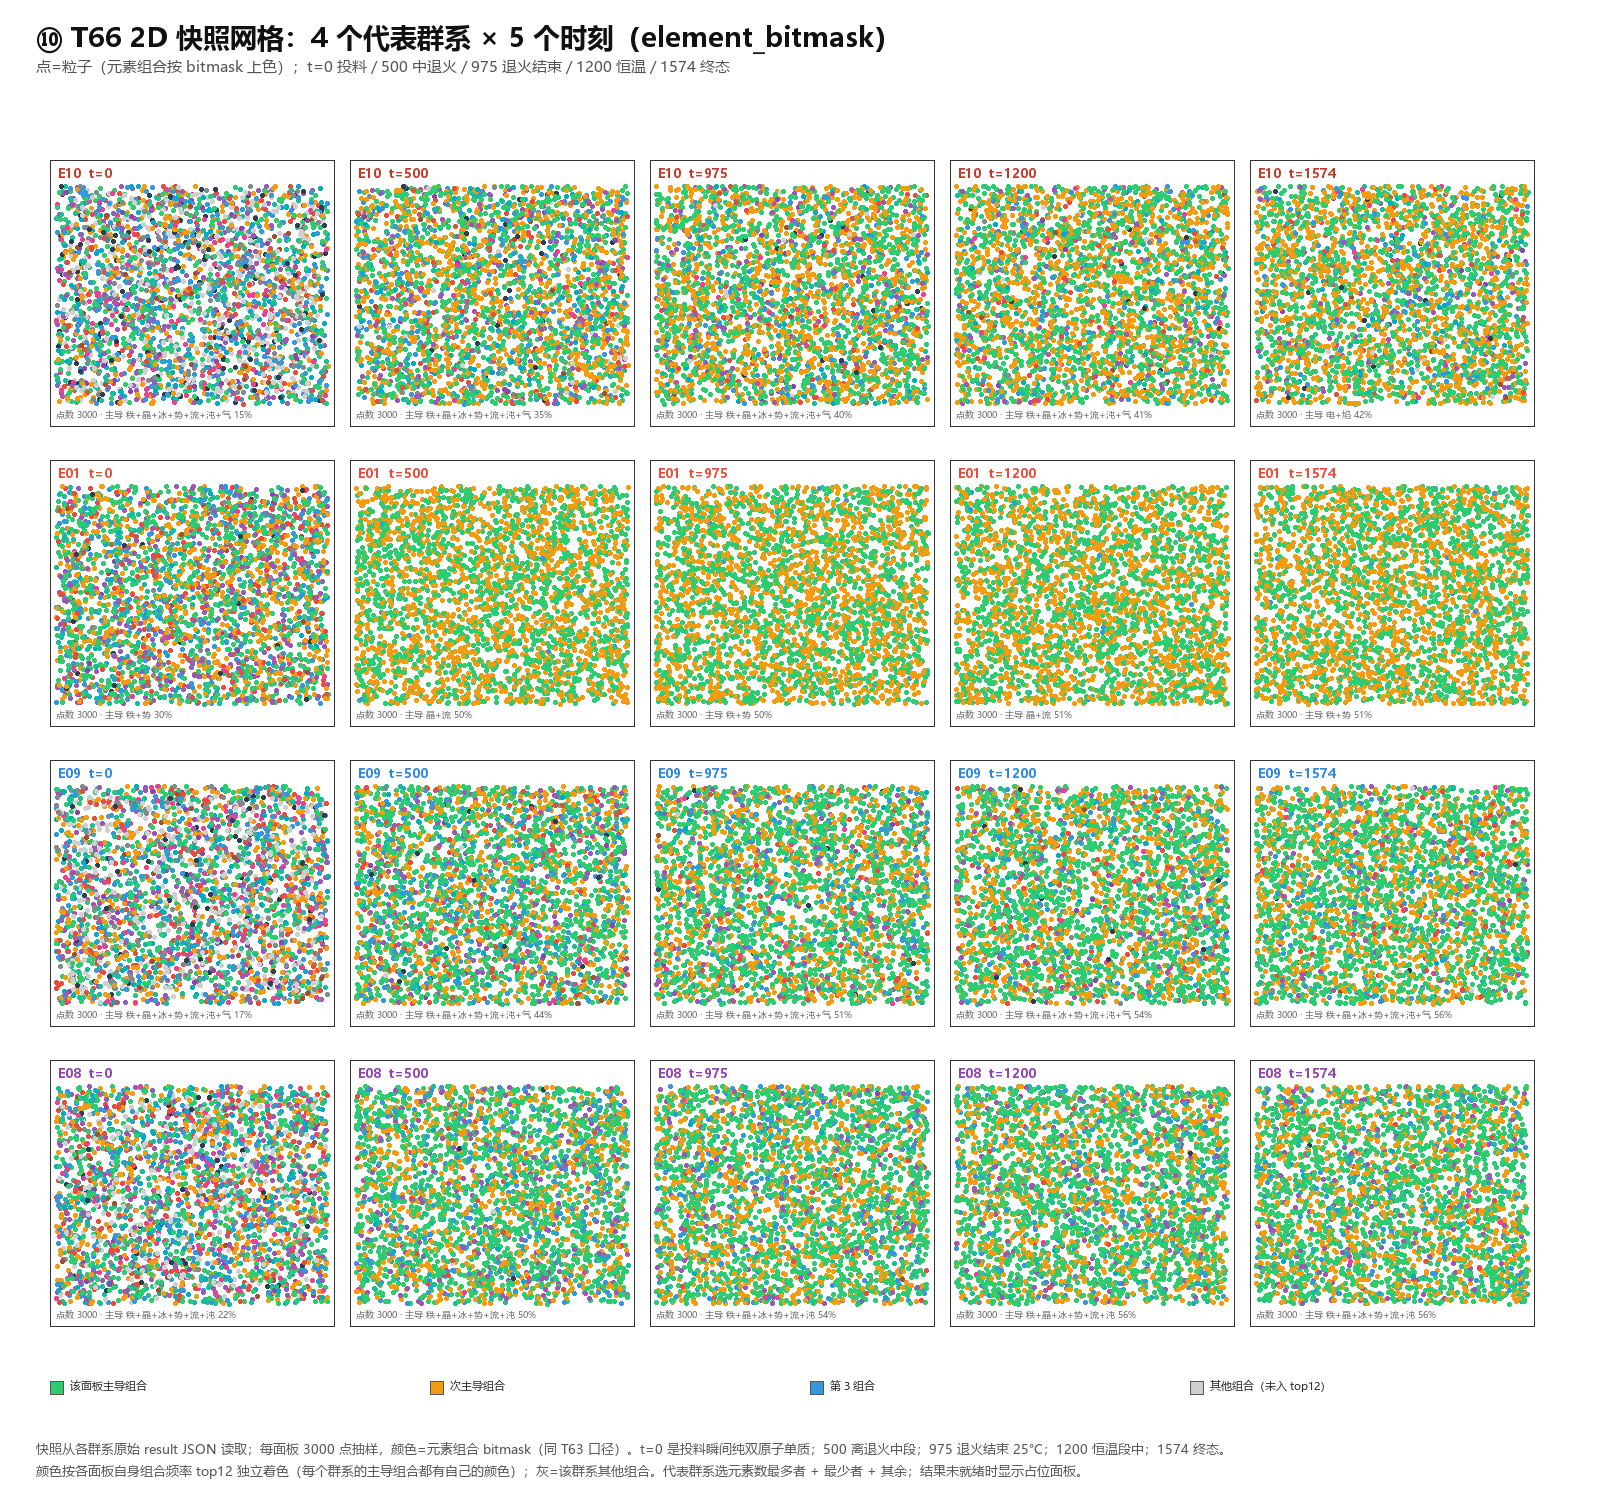 ⑩ T66 2D 快照网格：4 个代表群系 × 5 个时刻（element_bitmask）
点=粒子（元素组合按 bitmask 上色）；t=0 投料 / 500 中退火 / 975 退火结束 / 1200 恒温 / 1574 终态
E10 t=0
E10 t=500
E10 t=975
E10 t=1200
E10 t=1574
点数 3000 · 主导 秩+晶+冰+势+流+沌+气 15%
点数 3000 · 主导 秩+晶+冰+势+流+沌+气 35%
点数 3000 · 主导 秩+晶+冰+势+流+沌+气 40%
点数 3000 · 主导 秩+晶+冰+势+流+沌+气 41%
点数 3000 · 主导 电+焰 42%
E01 t=0
E01 t=500
E01 t=975
E01 t=1200
E01 t=1574
点数 3000 · 主导 秩+势 30%
点数 3000 · 主导 晶+流 50%
点数 3000 · 主导 秩+势 50%
点数 3000 · 主导 晶+流 51%
点数 3000 · 主导 秩+势 51%
E09 t=0
E09 t=500
E09 t=975
E09 t=1200
E09 t=1574
点数 3000 · 主导 秩+晶+冰+势+流+沌+气 17%
点数 3000 · 主导 秩+晶+冰+势+流+沌+气 44%
点数 3000 · 主导 秩+晶+冰+势+流+沌+气 51%
点数 3000 · 主导 秩+晶+冰+势+流+沌+气 54%
点数 3000 · 主导 秩+晶+冰+势+流+沌+气 56%
E08 t=0
E08 t=500
E08 t=975
E08 t=1200
E08 t=1574
点数 3000 · 主导 秩+晶+冰+势+流+沌 22%
点数 3000 · 主导 秩+晶+冰+势+流+沌 50%
点数 3000 · 主导 秩+晶+冰+势+流+沌 54%
点数 3000 · 主导 秩+晶+冰+势+流+沌 56%
点数 3000 · 主导 秩+晶+冰+势+流+沌 56%
该面板主导组合
次主导组合
第 3 组合
其他组合（未入 top12）
快照从各群系原始 result JSON 读取；每面板 3000 点抽样，颜色=元素组合 bitmask（同 T63 口径）。t=0 是投料瞬间纯双原子单质；500 离退火中段；975 退火结束 25°C；1200 恒温段中；1574 终态。
颜色按各面板自身组合频率 top12 独立着色（每个群系的主导组合都有自己的颜色）；灰=该群系其他组合。代表群系选元素数最多者 + 最少者 + 其余；结果未就绪时显示占位面板。